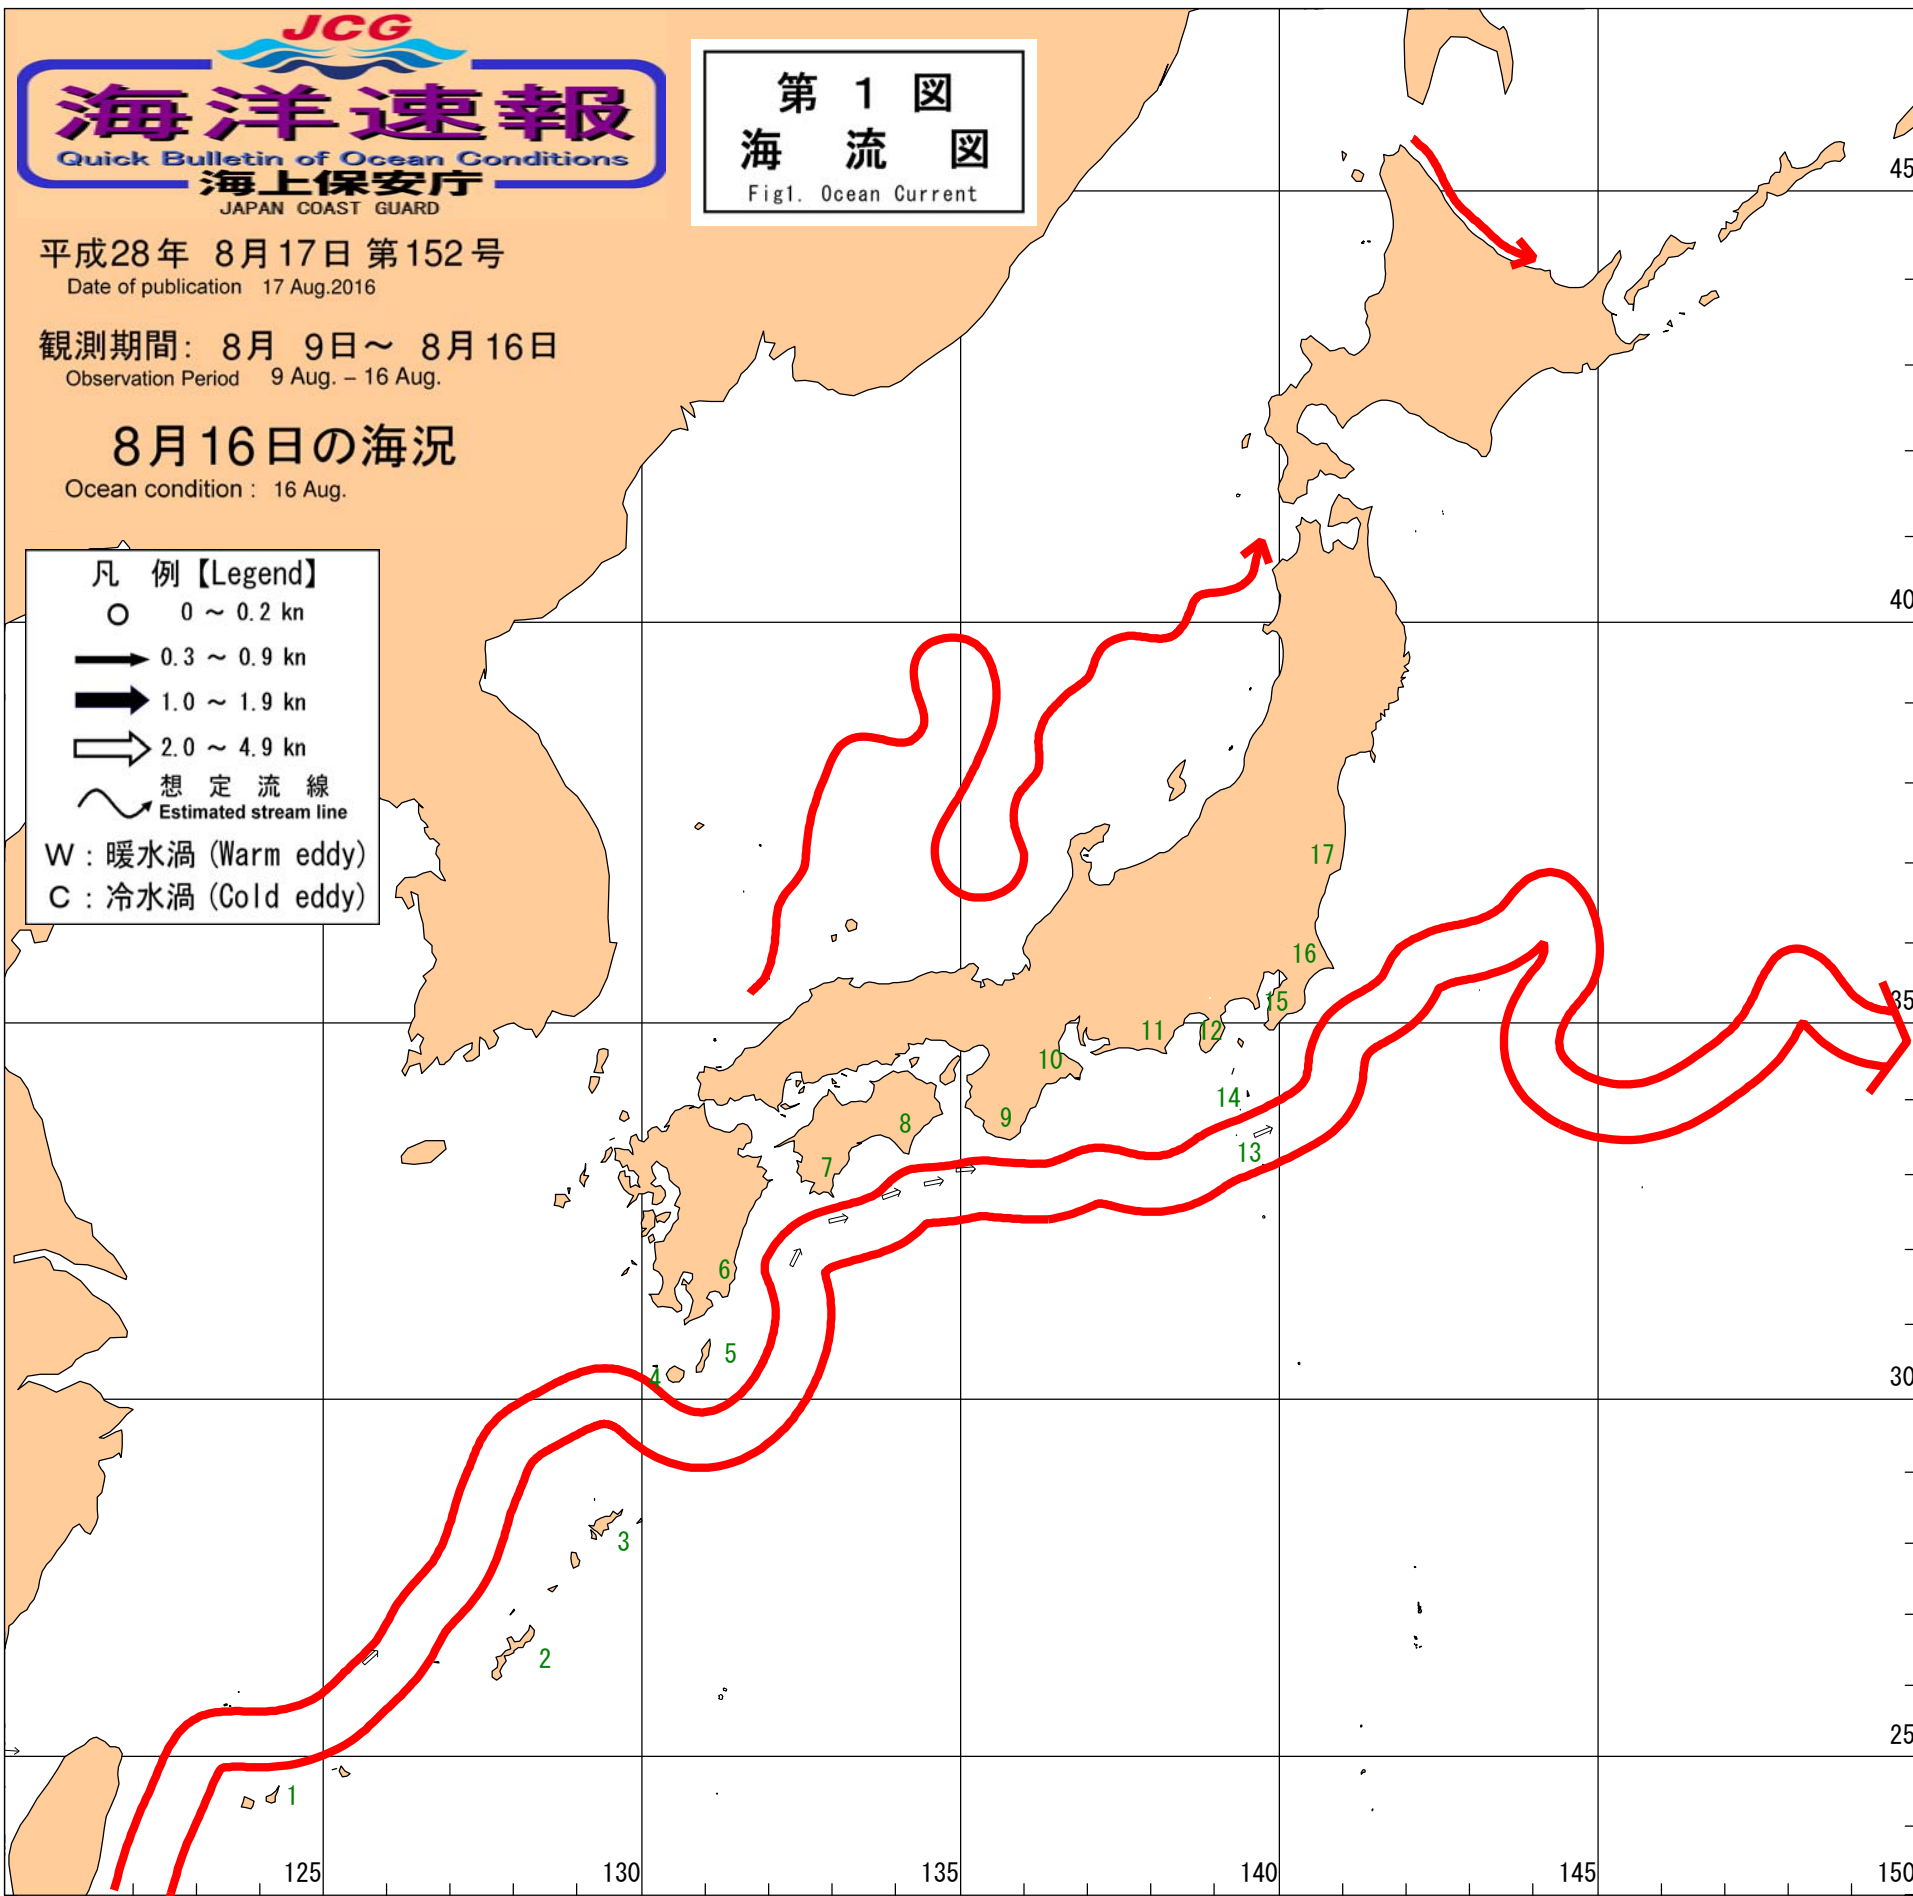 JCG
海洋速報
Quick Bulletin of Ocean Conditions
海上保安庁
JAPAN COAST GUARD
第 1 図
海 流 図
Fig1. Ocean Current
平成28年 8月17日 第152号
Date of publication 17 Aug.2016
観測期間: 8月 9日～ 8月16日
Observation Period 9 Aug. – 16 Aug.
8月16日の海況
Ocean condition : 16 Aug.
凡 例【Legend】
0 ～ 0.2 kn
0.3 ～ 0.9 kn
1.0 ～ 1.9 kn
2.0 ～ 4.9 kn
想 定 流 線
Estimated stream line
W : 暖水渦 (Warm eddy)
C : 冷水渦 (Cold eddy)
45
40
17
16
35
15
11
12
10
14
9
8
13
7
6
5
4
30
3
2
25
1
125
130
135
140
145
150